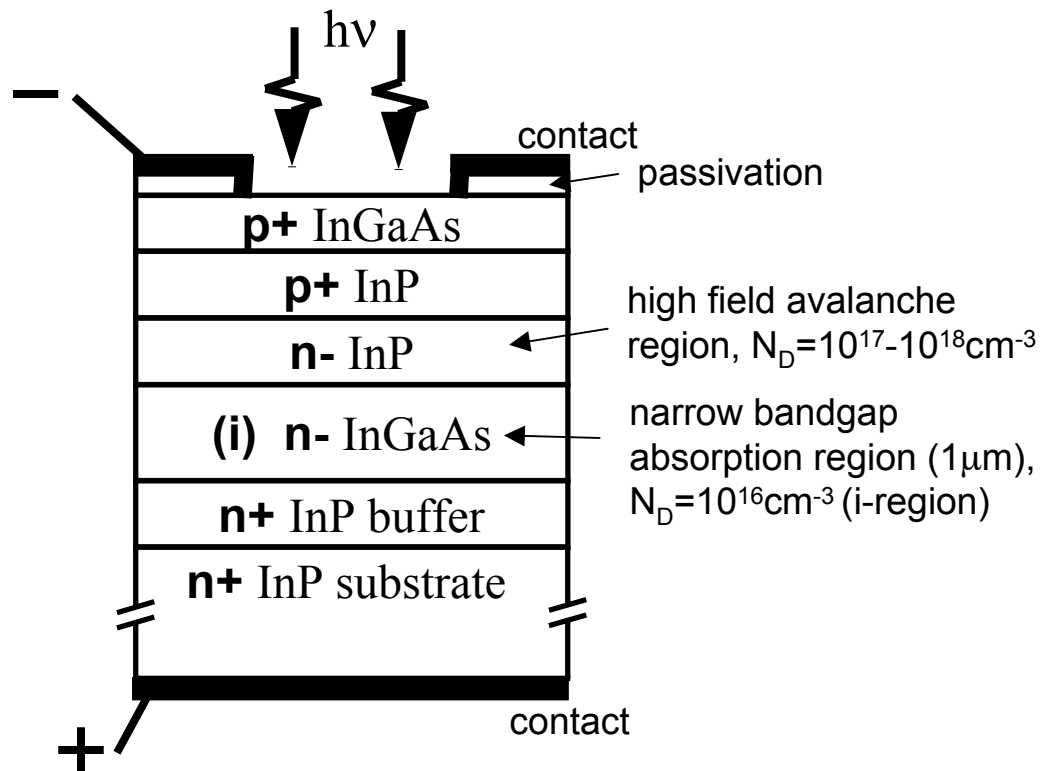 hν
−
contact
passivation
p+ InGaAs
p+ InP
high field avalanche
region, N_D=10^17-10^18cm^-3
n- InP
narrow bandgap
absorption region (1μm),
N_D=10^16cm^-3 (i-region)
(i) n- InGaAs
n+ InP buffer
n+ InP substrate
contact
+